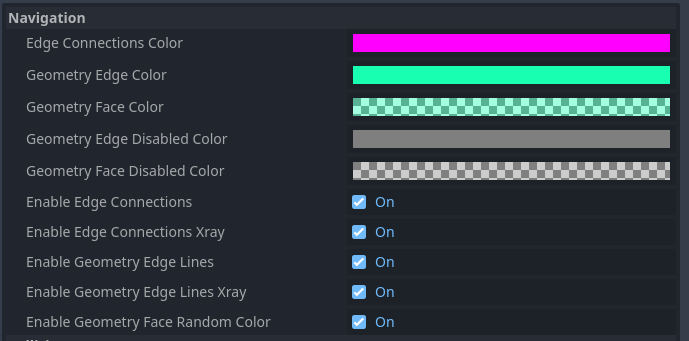 Navigation
Edge Connections Color
Geometry Edge Color
Geometry Face Color
Geometry Edge Disabled Color
Geometry Face Disabled Color
Enable Edge Connections On
Enable Edge Connections Xray On
Enable Geometry Edge Lines On
Enable Geometry Edge Lines Xray On
Enable Geometry Face Random Color On